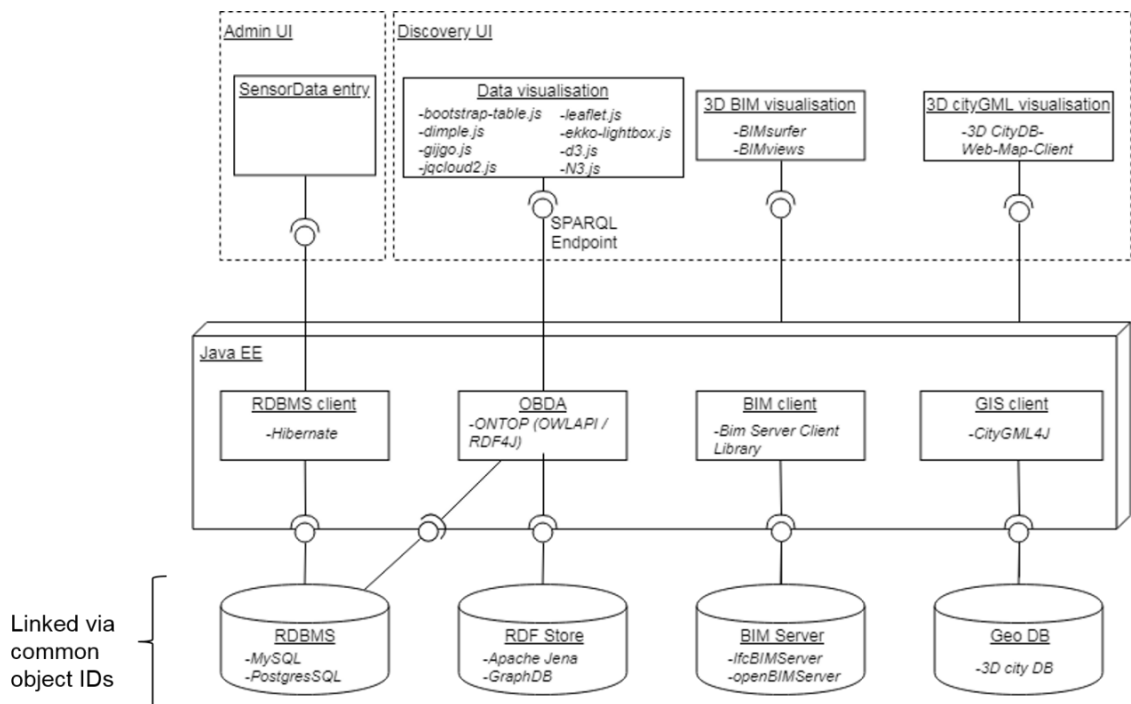 Admin UI
Discovery UI
SensorData entry
Data visualisation
-bootstrap-table.js
-dimple.js
-gijgo.js
-jqcloud2.js
-leaflet.js
-ekko-lightbox.js
-d3.js
-N3.js
3D BIM visualisation
-BIMsurfer
-BIMviews
3D cityGML visualisation
-3D CityDB-
Web-Map-Client
SPARQL
Endpoint
Java EE
RDBMS client
-Hibernate
OBDA
-ONTOP (OWLAPI /
RDF4J)
BIM client
-Bim Server Client
Library
GIS client
-CityGML4J
Linked via
common
object IDs
RDBMS
-MySQL
-PostgresSQL
RDF Store
-Apache Jena
-GraphDB
BIM Server
-IfcBIMServer
-openBIMServer
Geo DB
-3D city DB